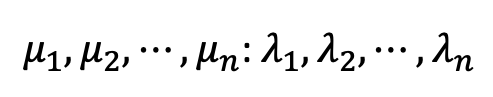 μ₁, μ₂, ⋯ , μₙ: λ₁, λ₂, ⋯ , λₙ